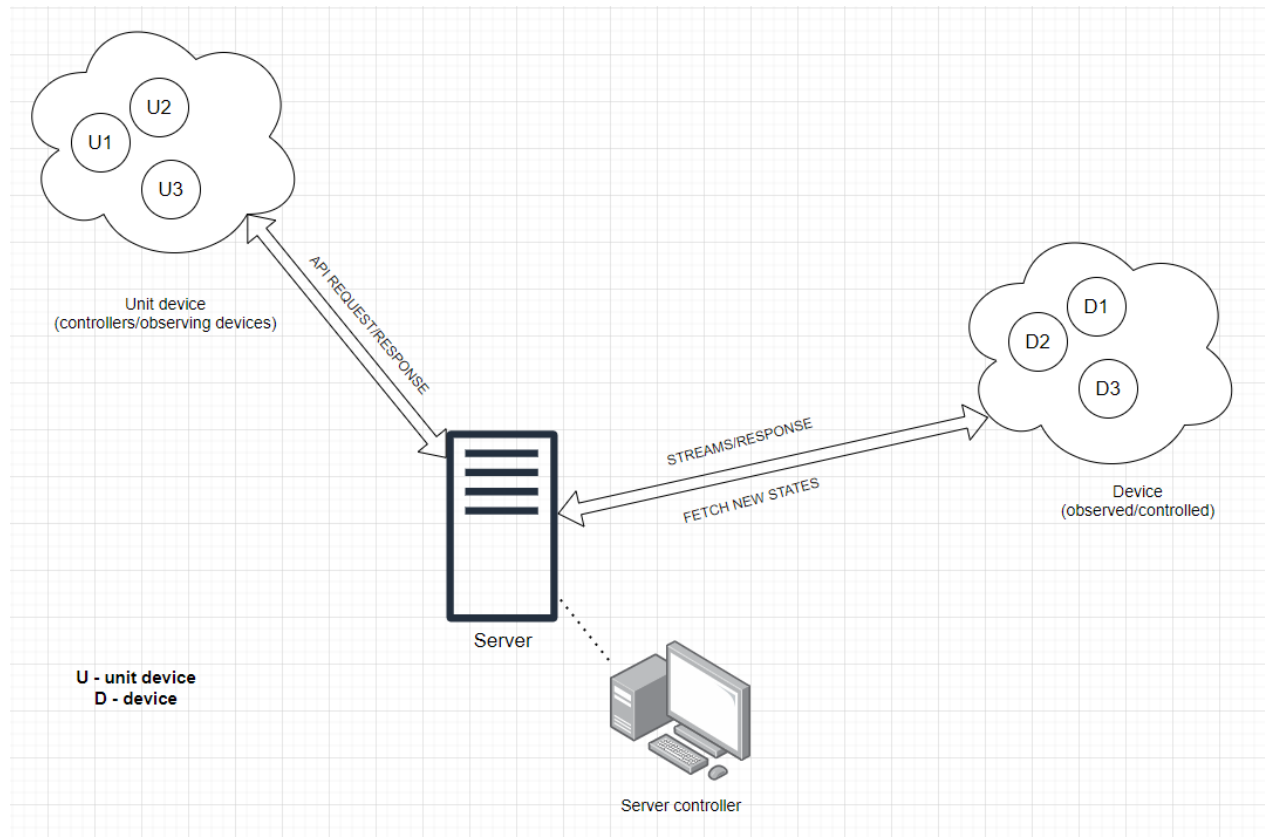 U2
U1
U3
Unit device
(controllers/observing devices)
API REQUEST/RESPONSE
D1
D2
D3
Device
(observed/controlled)
STREAMS/RESPONSE
FETCH NEW STATES
Server
U - unit device
D - device
Server controller